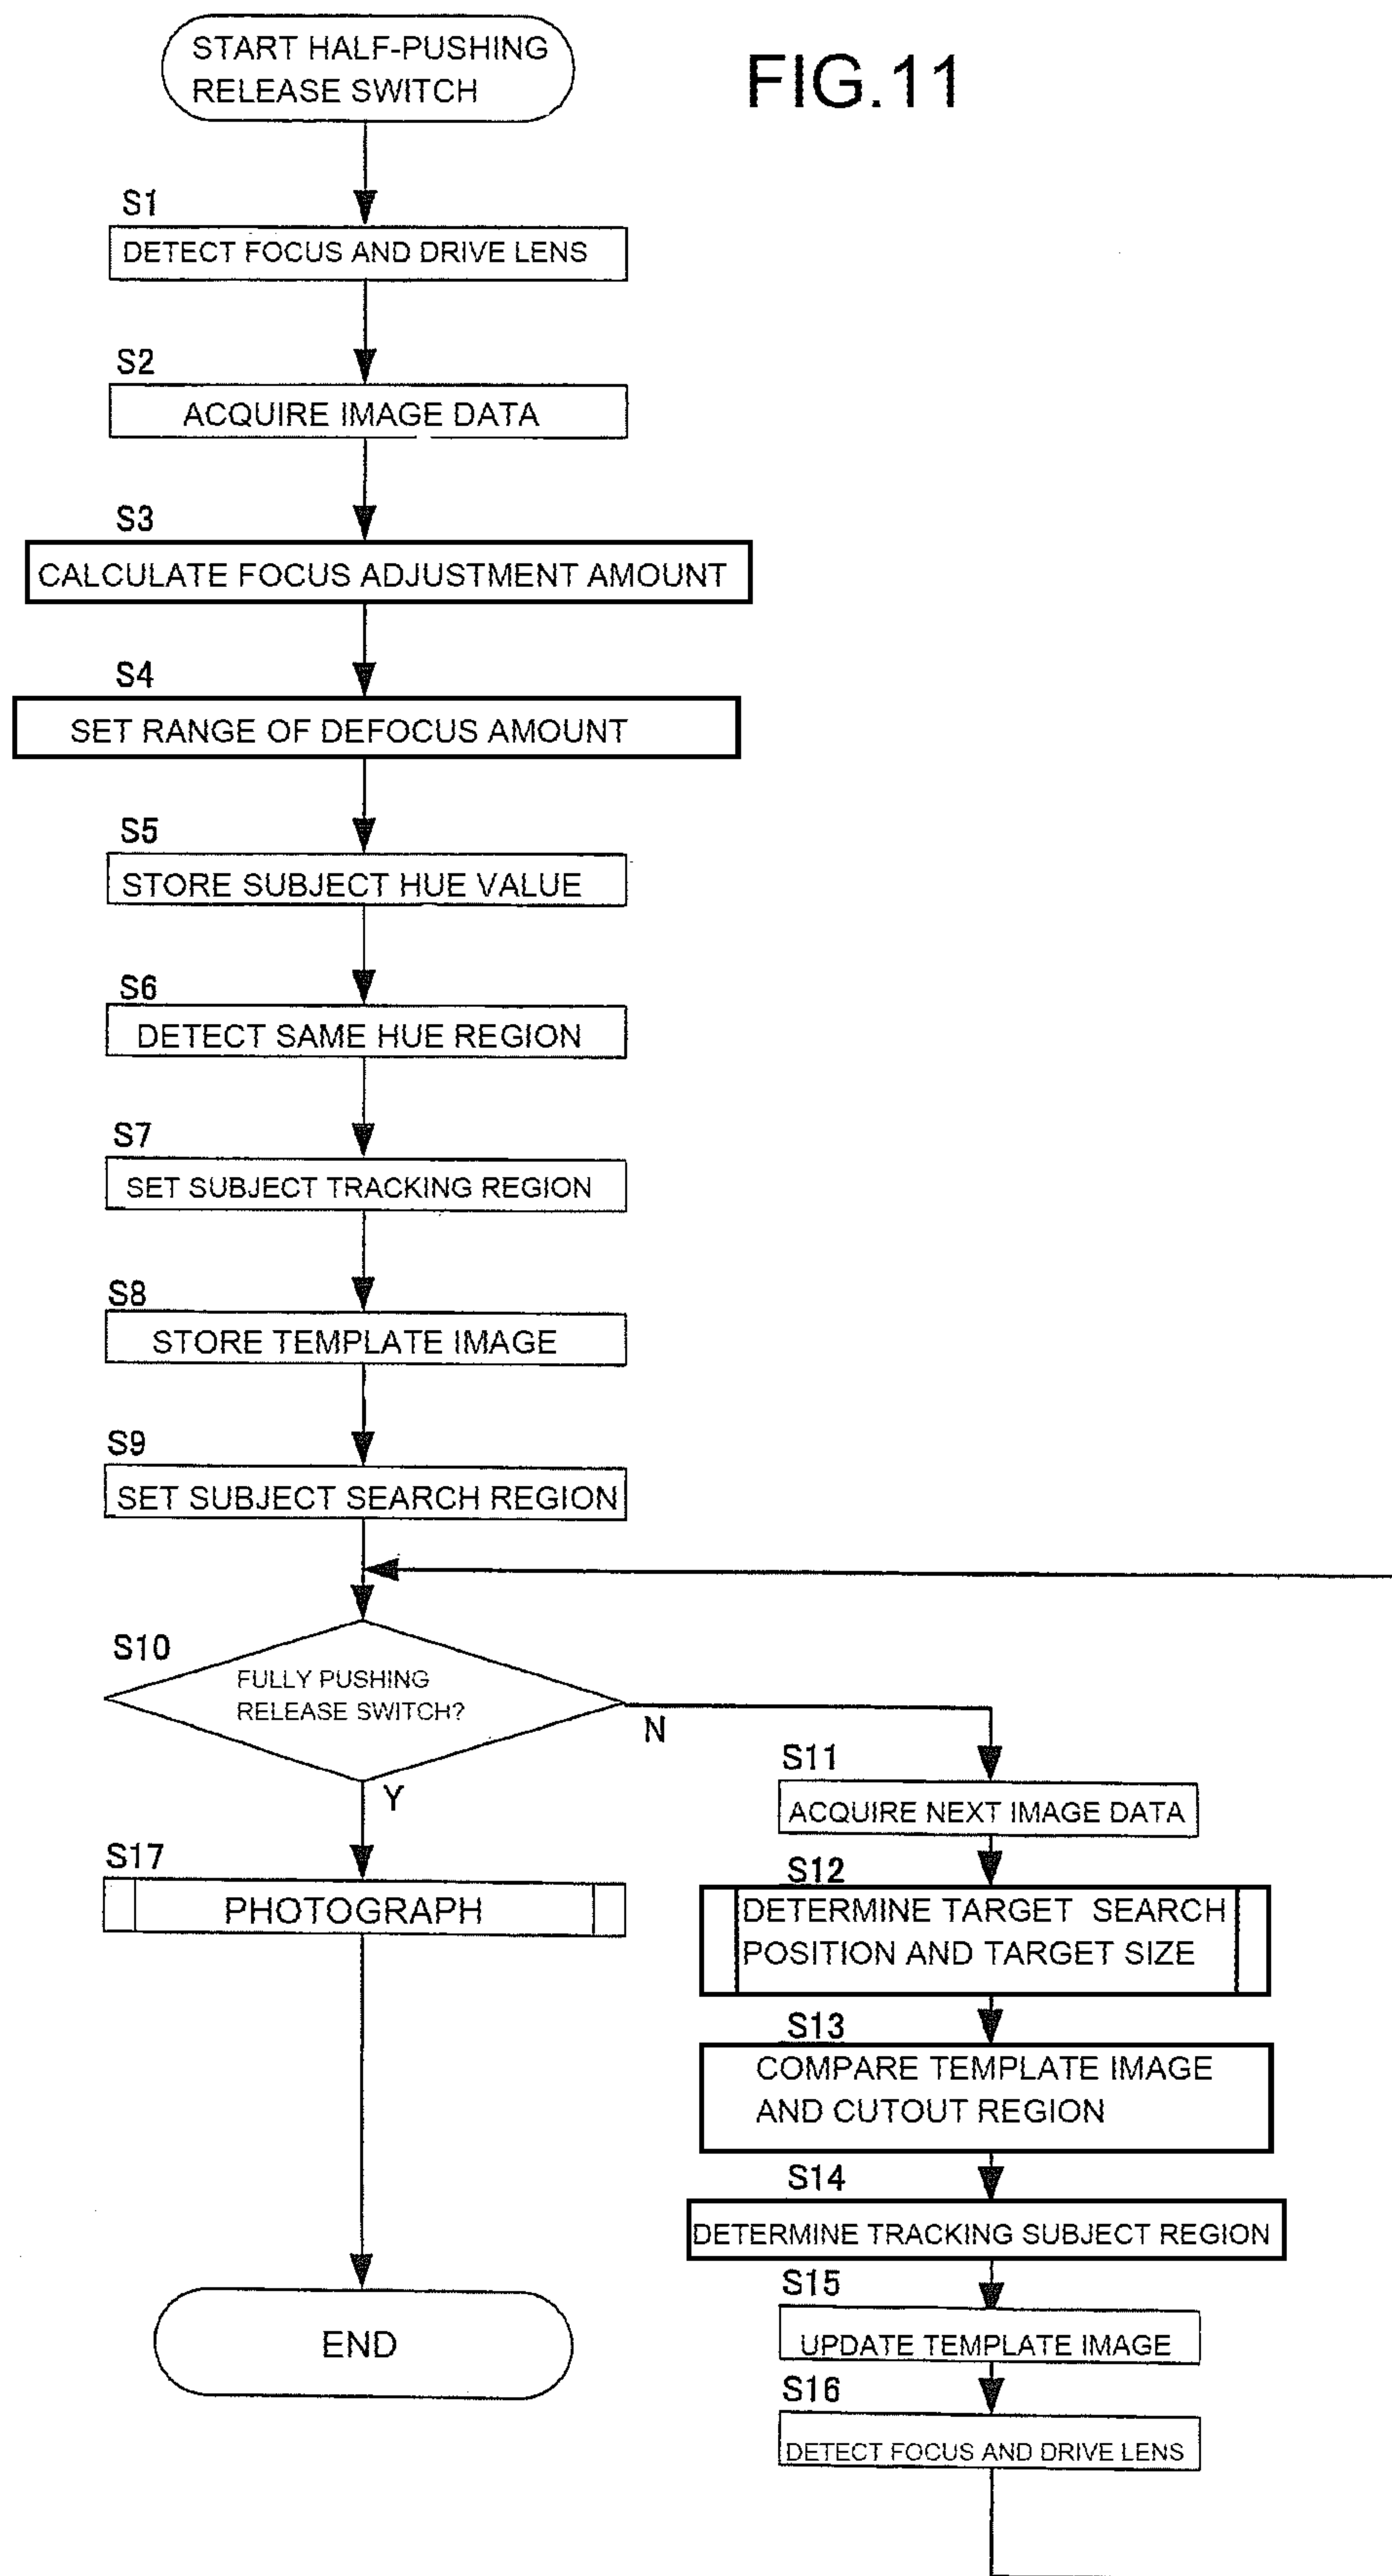 FIG.11
START HALF-PUSHING
RELEASE SWITCH
S1
DETECT FOCUS AND DRIVE LENS
S2
ACQUIRE IMAGE DATA
S3
CALCULATE FOCUS ADJUSTMENT AMOUNT
S4
SET RANGE OF DEFOCUS AMOUNT
S5
STORE SUBJECT HUE VALUE
S6
DETECT SAME HUE REGION
S7
SET SUBJECT TRACKING REGION
S8
STORE TEMPLATE IMAGE
S9
SET SUBJECT SEARCH REGION
S10
FULLY PUSHING
RELEASE SWITCH?
N
Y
S11
ACQUIRE NEXT IMAGE DATA
S12
DETERMINE TARGET SEARCH
POSITION AND TARGET SIZE
S13
COMPARE TEMPLATE IMAGE
AND CUTOUT REGION
S14
DETERMINE TRACKING SUBJECT REGION
S15
UPDATE TEMPLATE IMAGE
S16
DETECT FOCUS AND DRIVE LENS
S17
PHOTOGRAPH
END